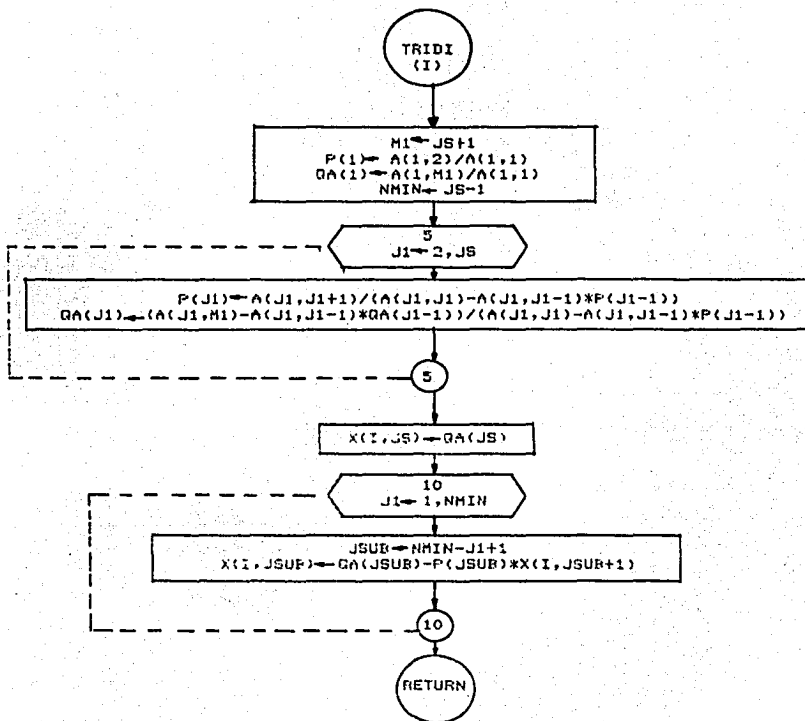 TRIDI
(I)
M1← JS+1
P(1)← A(1,2)/A(1,1)
QA(1)← A(1,M1)/A(1,1)
NMIN← JS-1
5
J1← 2,JS
P(J1)← A(J1,J1+1)/(A(J1,J1)-A(J1,J1-1)*P(J1-1))
QA(J1)←(A(J1,M1)-A(J1,J1-1)*QA(J1-1))/(A(J1,J1)-A(J1,J1-1)*P(J1-1))
5
X(I,JS)←QA(JS)
10
J1← 1,NMIN
JSUB←NMIN-J1+1
X(I,JSUB)←QA(JSUB)-P(JSUB)*X(I,JSUB+1)
10
RETURN